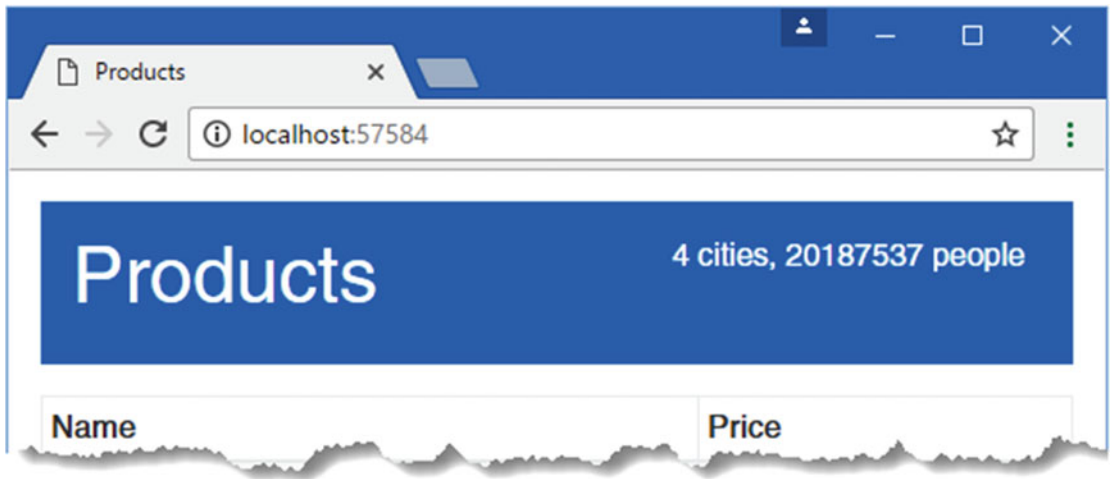 Products
localhost:57584
Products
4 cities, 20187537 people
Name Price